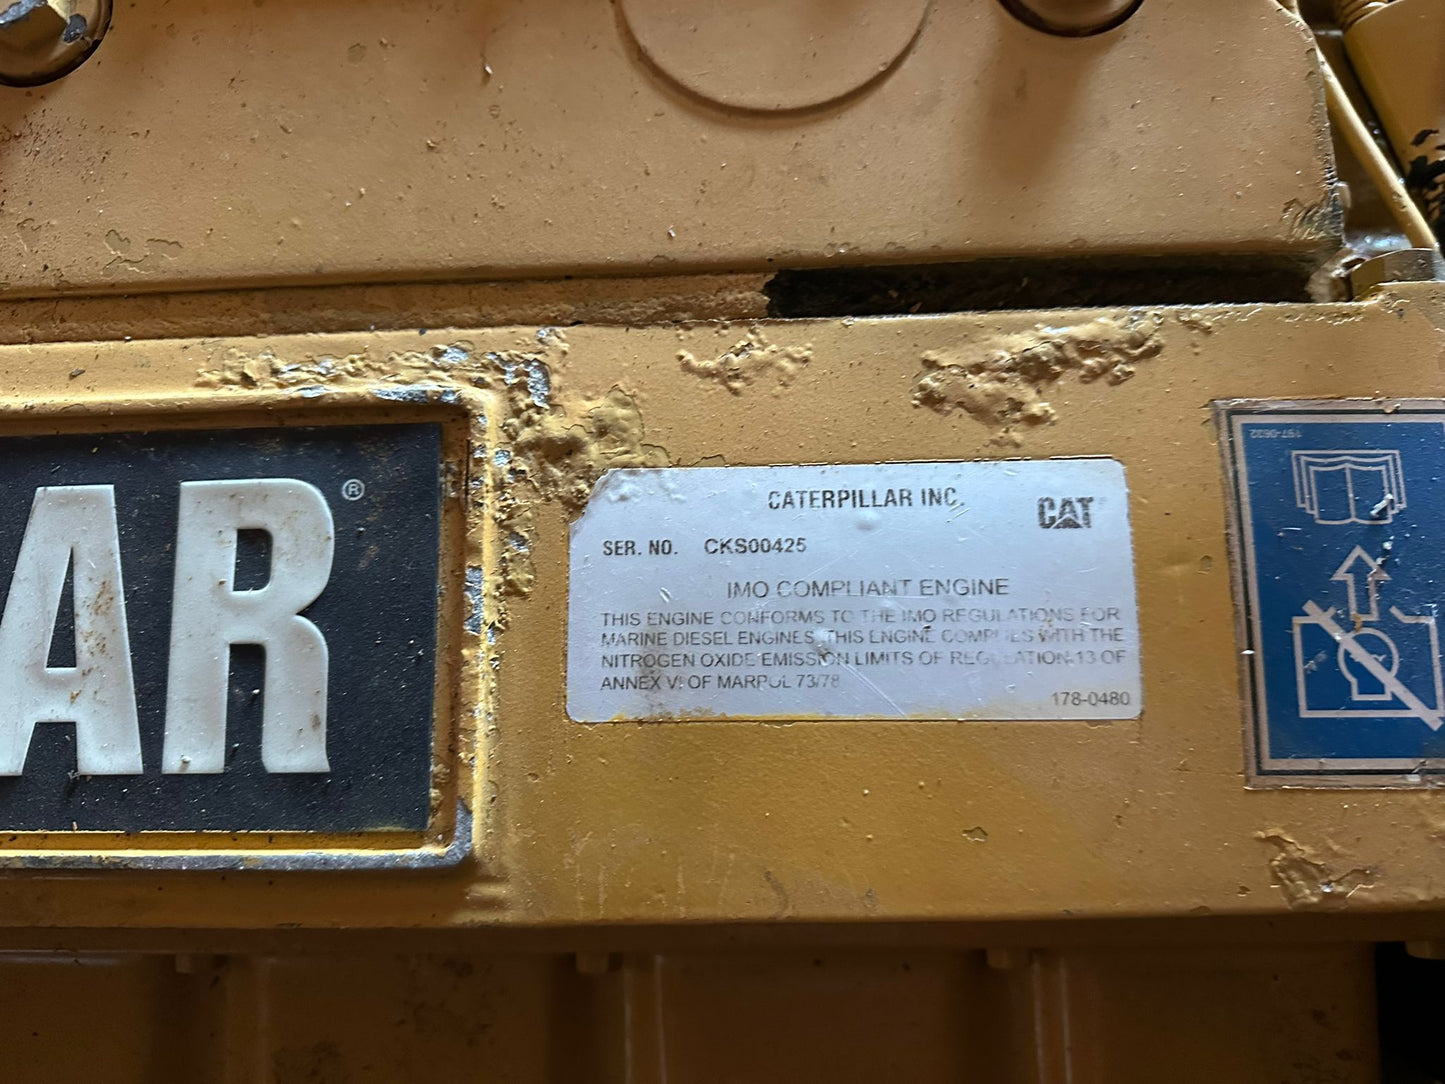 AR®
CATERPILLAR INC.
CAT
SER. NO. CKS00425
IMO COMPLIANT ENGINE
THIS ENGINE CONFORMS TO THE IMO REGULATIONS FOR
MARINE DIESEL ENGINES. THIS ENGINE COMPLIES WITH THE
NITROGEN OXIDE EMISSION LIMITS OF REGULATION 13 OF
ANNEX VI OF MARPOL 73/78
178-0480
197-0632